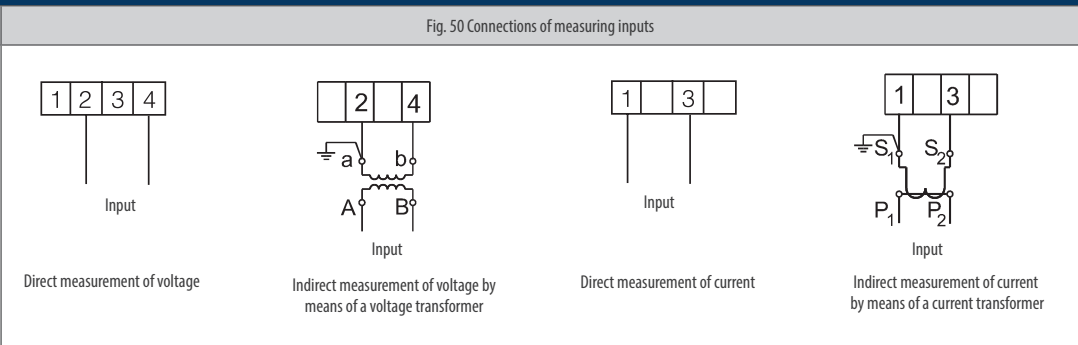 Fig. 50 Connections of measuring inputs
1 2 3 4
Input
Direct measurement of voltage
2 4
a b
A B
Input
Indirect measurement of voltage by
means of a voltage transformer
1 3
Input
Direct measurement of current
1 3
S1 S2
P1 P2
Input
Indirect measurement of current
by means of a current transformer